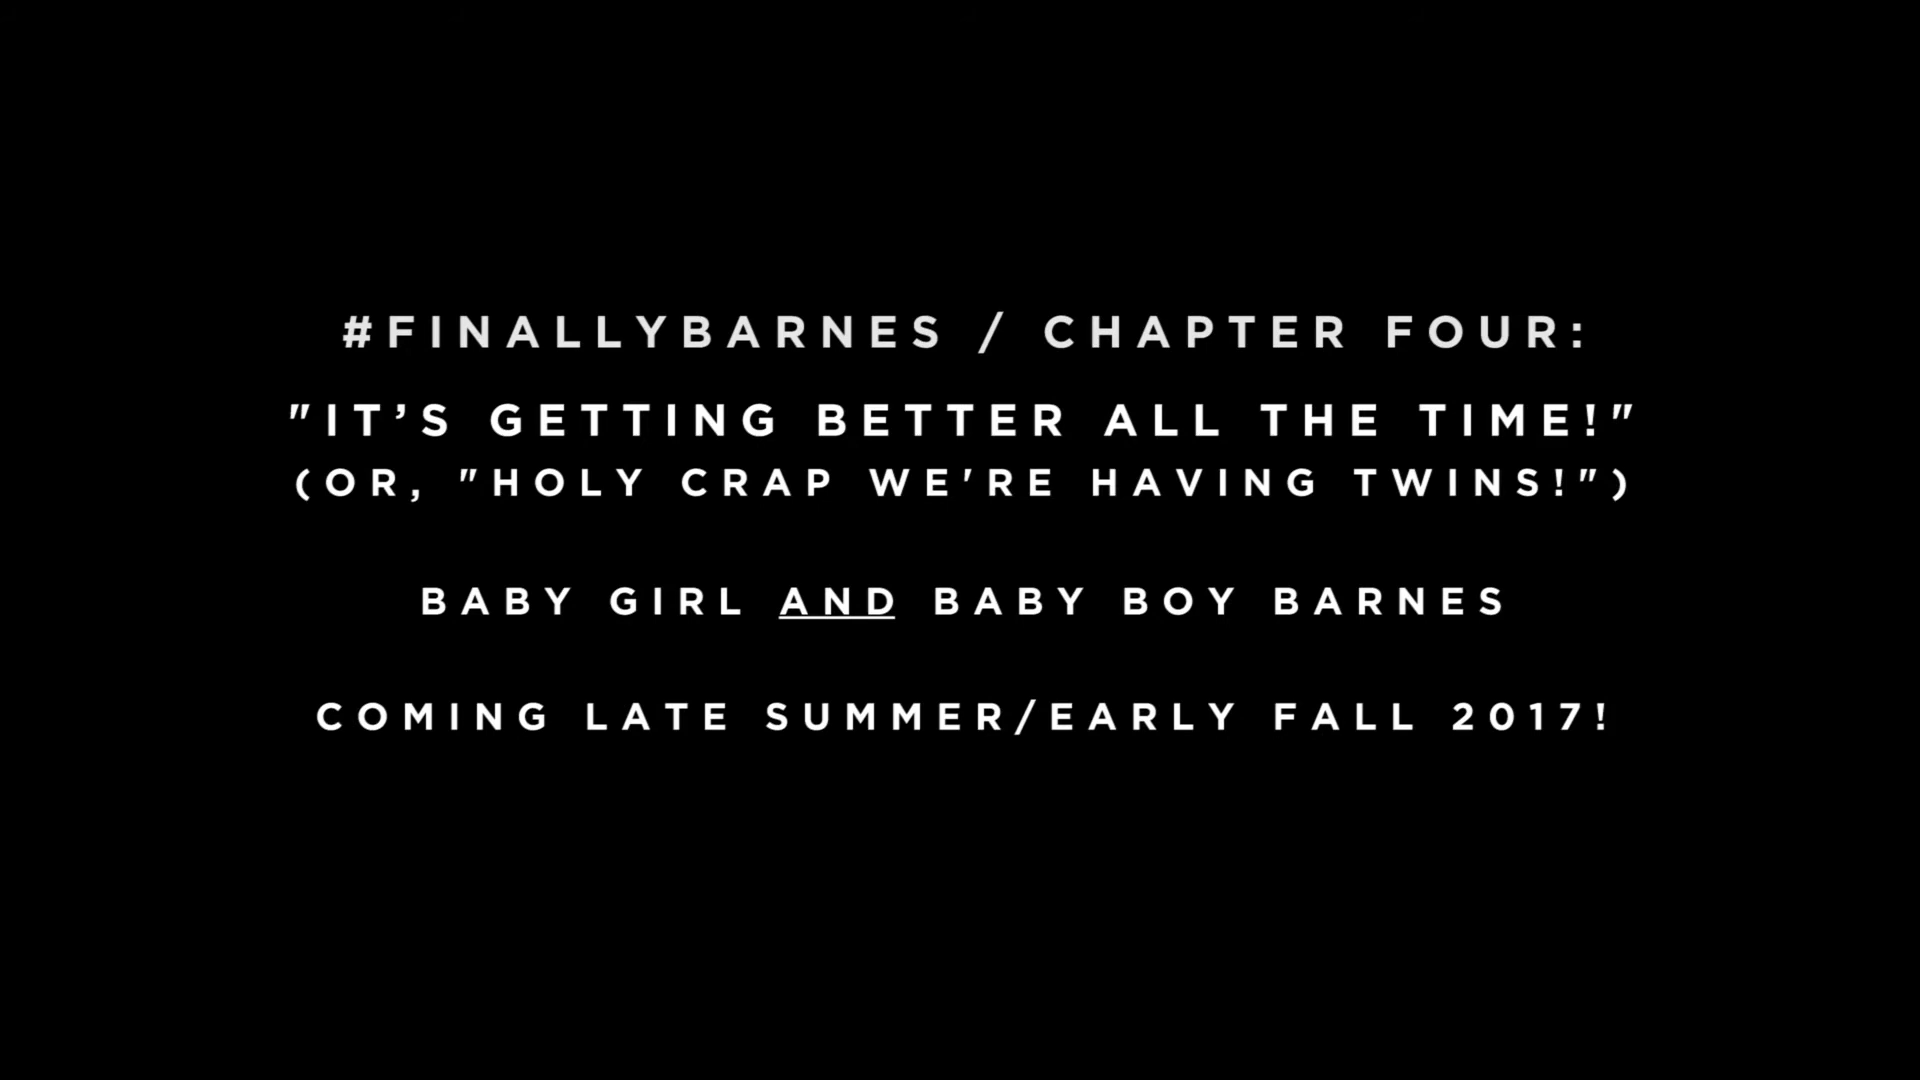 #FINALLYBARNES / CHAPTER FOUR:
"IT’S GETTING BETTER ALL THE TIME!"
(OR, "HOLY CRAP WE'RE HAVING TWINS!")
BABY GIRL AND BABY BOY BARNES
COMING LATE SUMMER/EARLY FALL 2017!